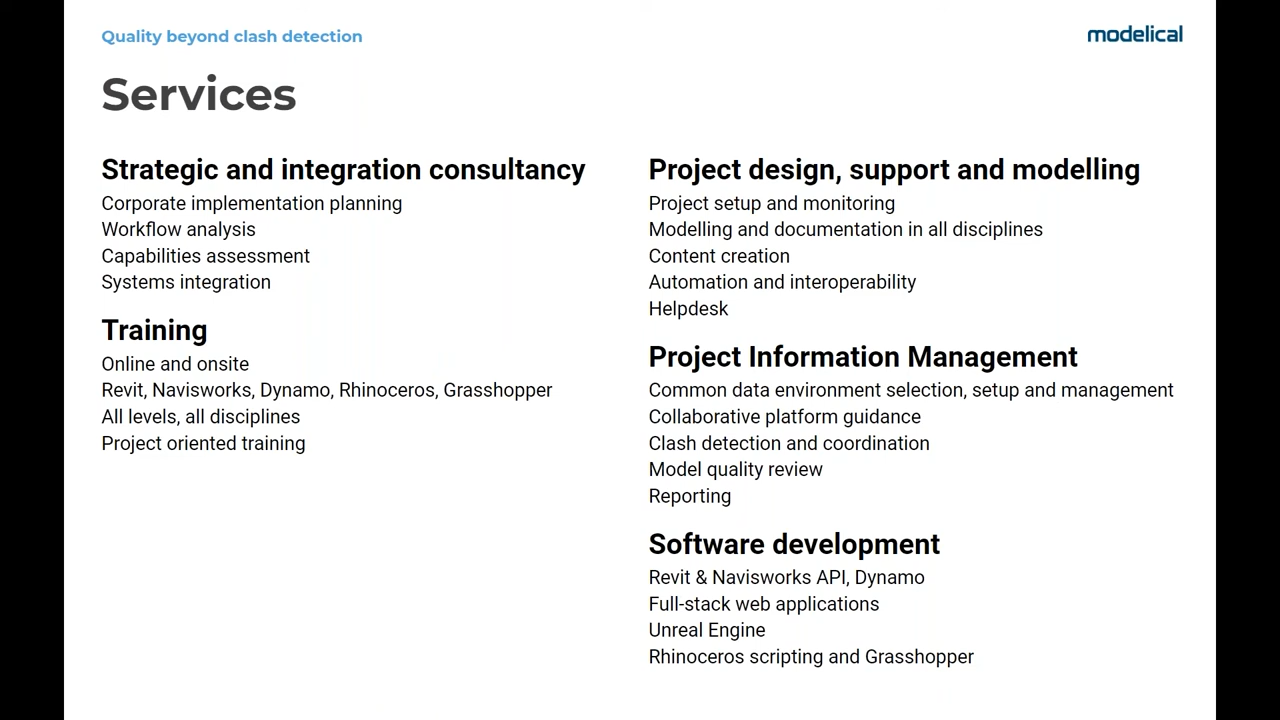 Quality beyond clash detection
modelical
Services
Strategic and integration consultancy
Corporate implementation planning
Workflow analysis
Capabilities assessment
Systems integration
Training
Online and onsite
Revit, Navisworks, Dynamo, Rhinoceros, Grasshopper
All levels, all disciplines
Project oriented training
Project design, support and modelling
Project setup and monitoring
Modelling and documentation in all disciplines
Content creation
Automation and interoperability
Helpdesk
Project Information Management
Common data environment selection, setup and management
Collaborative platform guidance
Clash detection and coordination
Model quality review
Reporting
Software development
Revit & Navisworks API, Dynamo
Full-stack web applications
Unreal Engine
Rhinoceros scripting and Grasshopper